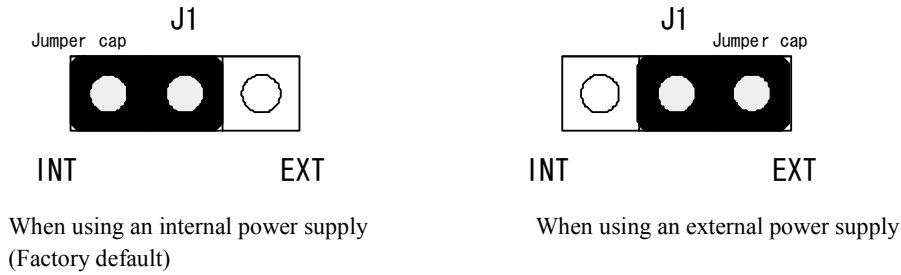 J1
Jumper cap
INT EXT
When using an internal power supply
(Factory default)
J1
Jumper cap
INT EXT
When using an external power supply